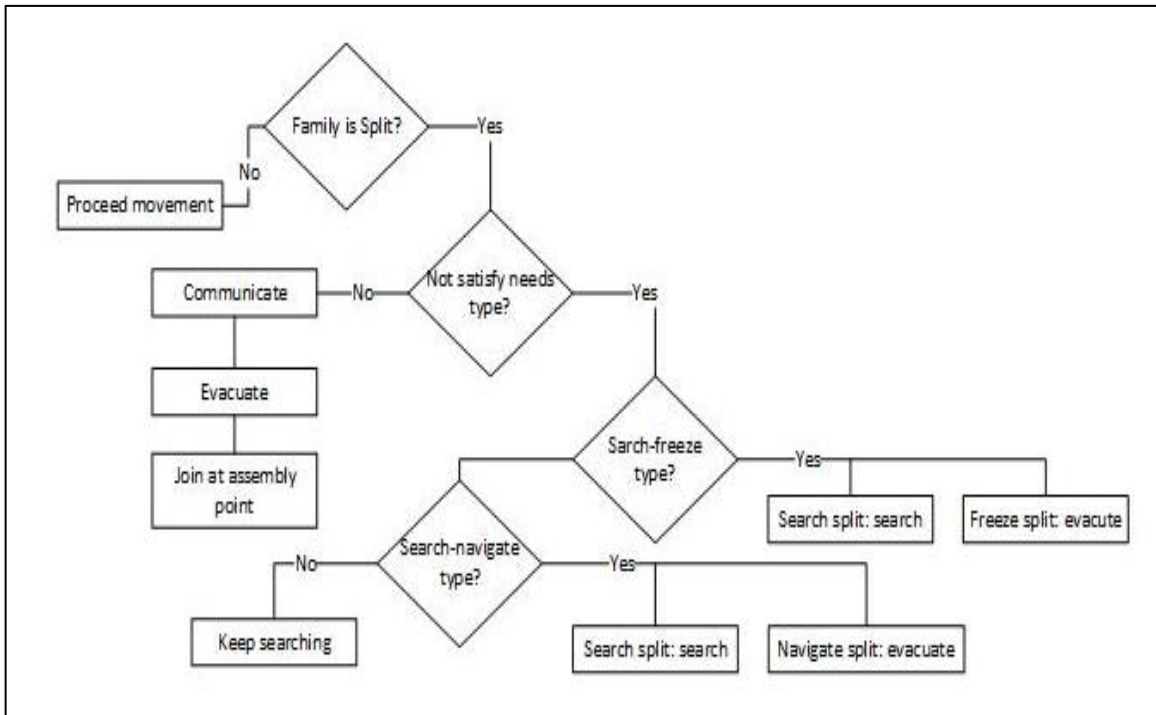 Family is Split?
Yes
No
Proceed movement
Not satisfy needs
type?
Communicate
No
Yes
Evacuate
Sarch-freeze
type?
Yes
Join at assembly
point
Search split: search
Freeze split: evacute
Search-navigate
type?
No
Yes
Keep searching
Search split: search
Navigate split: evacuate